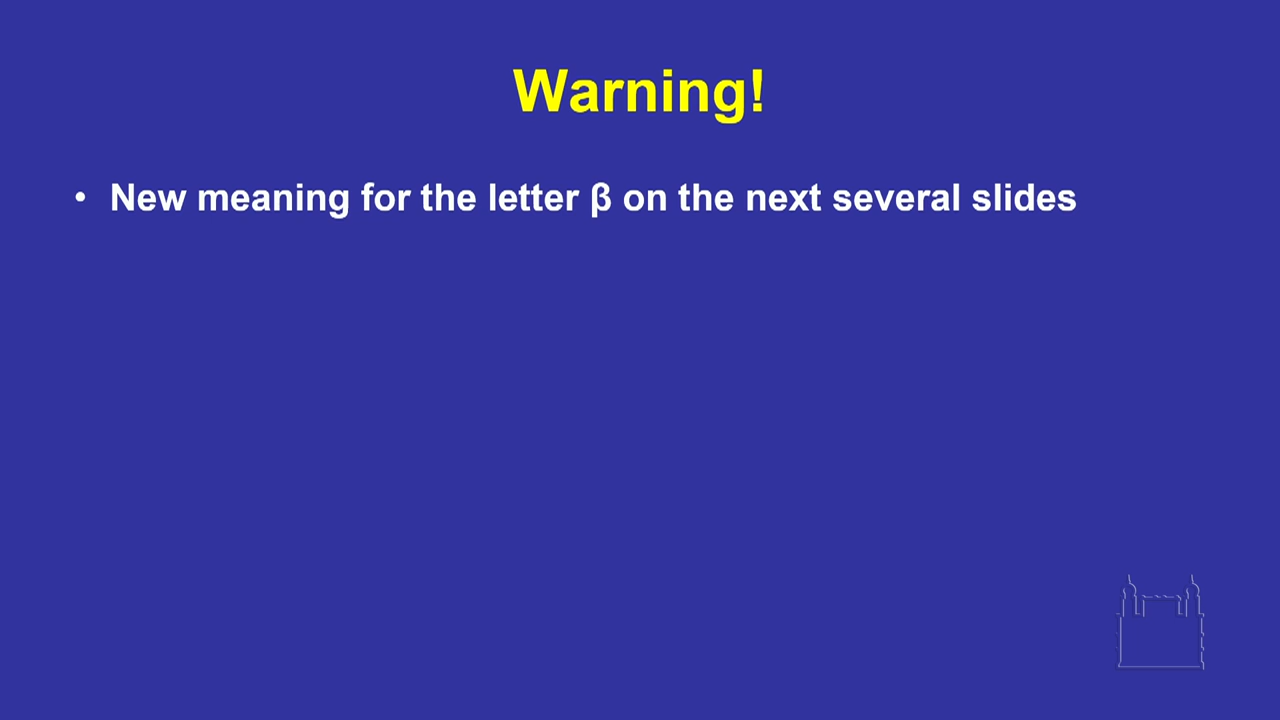 Warning!
• New meaning for the letter β on the next several slides